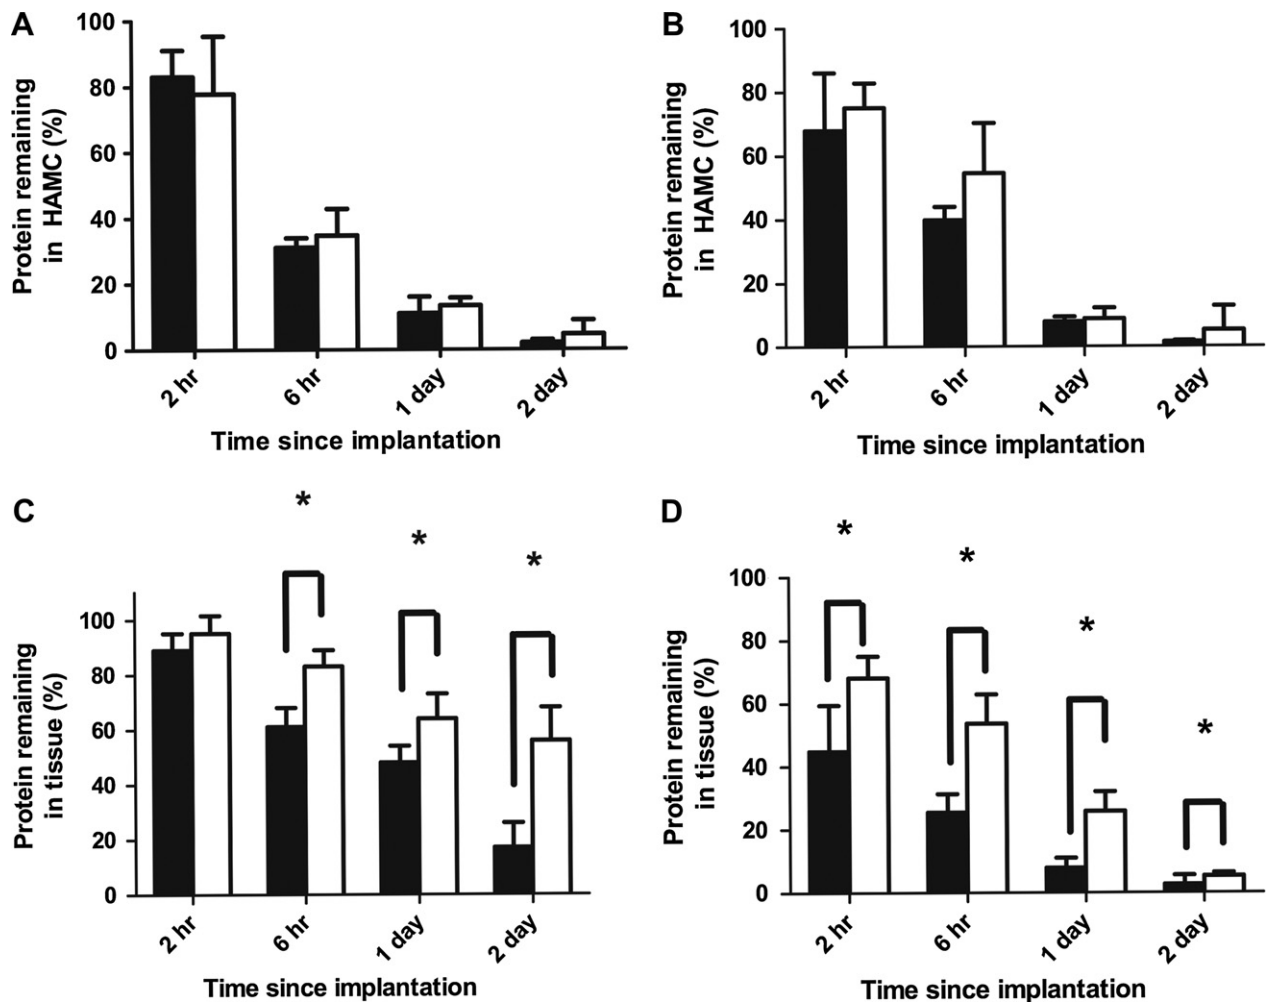 A
Protein remaining
in HAMC (%)
100
80
60
40
20
0
2 hr
6 hr
1 day
2 day
Time since implantation
B
Protein remaining
in HAMC (%)
100
80
60
40
20
0
2 hr
6 hr
1 day
2 day
Time since implantation
C
Protein remaining
in tissue (%)
100
80
60
40
20
0
*
*
*
2 hr
6 hr
1 day
2 day
Time since implantation
D
Protein remaining
in tissue (%)
100
80
60
40
20
0
*
*
*
*
2 hr
6 hr
1 day
2 day
Time since implantation